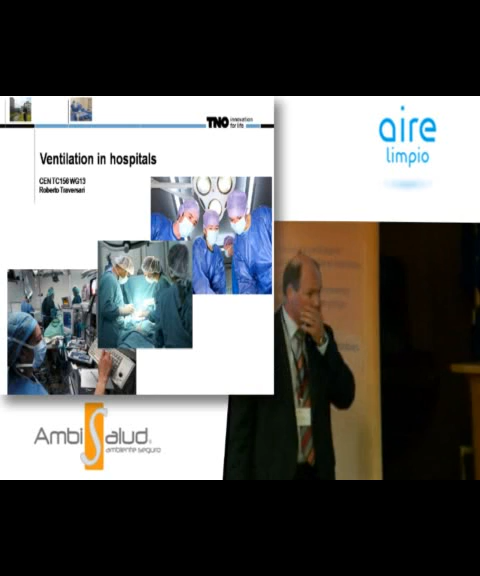 TNO innovation
for life
Ventilation in hospitals
CEN TC156 WG13
Roberto Traversari
aire
limpio
AmbiSalud®
ambiente seguro